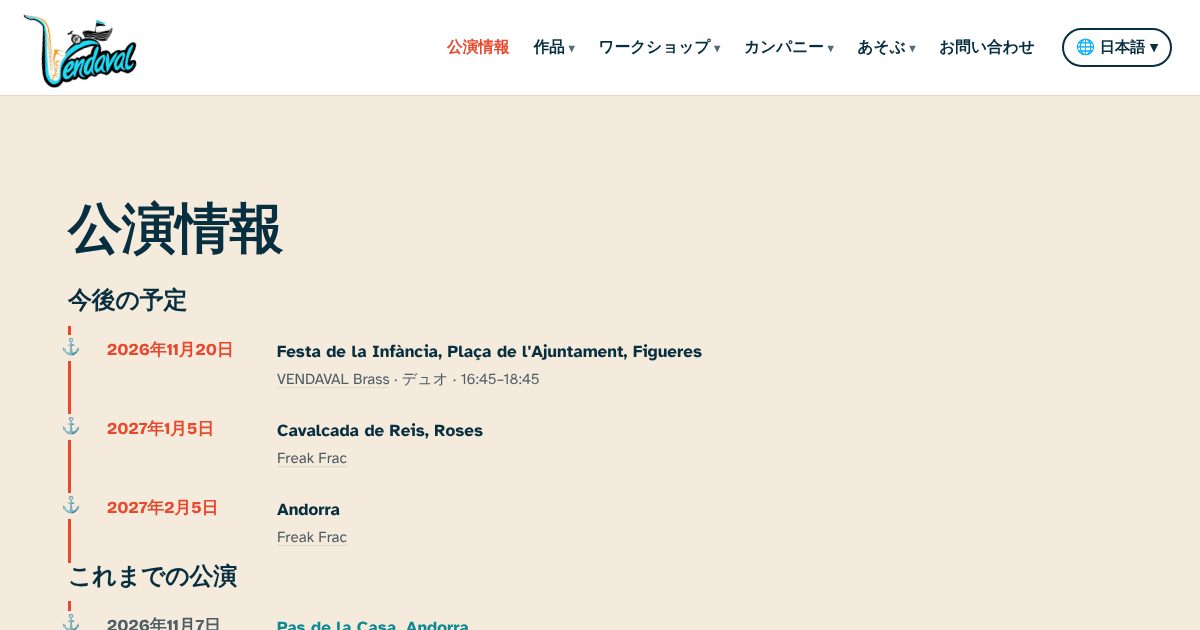 Vendaval
公演情報 作品 ▾ ワークショップ ▾ カンパニー ▾ あそぶ ▾ お問い合わせ 🌐 日本語 ▾
公演情報
今後の予定
2026年11月20日 Festa de la Infància, Plaça de l'Ajuntament, Figueres
VENDAVAL Brass · デュオ · 16:45–18:45
2027年1月5日 Cavalcada de Reis, Roses
Freak Frac
2027年2月5日 Andorra
Freak Frac
これまでの公演
2026年11月7日 Pas de la Casa, Andorra